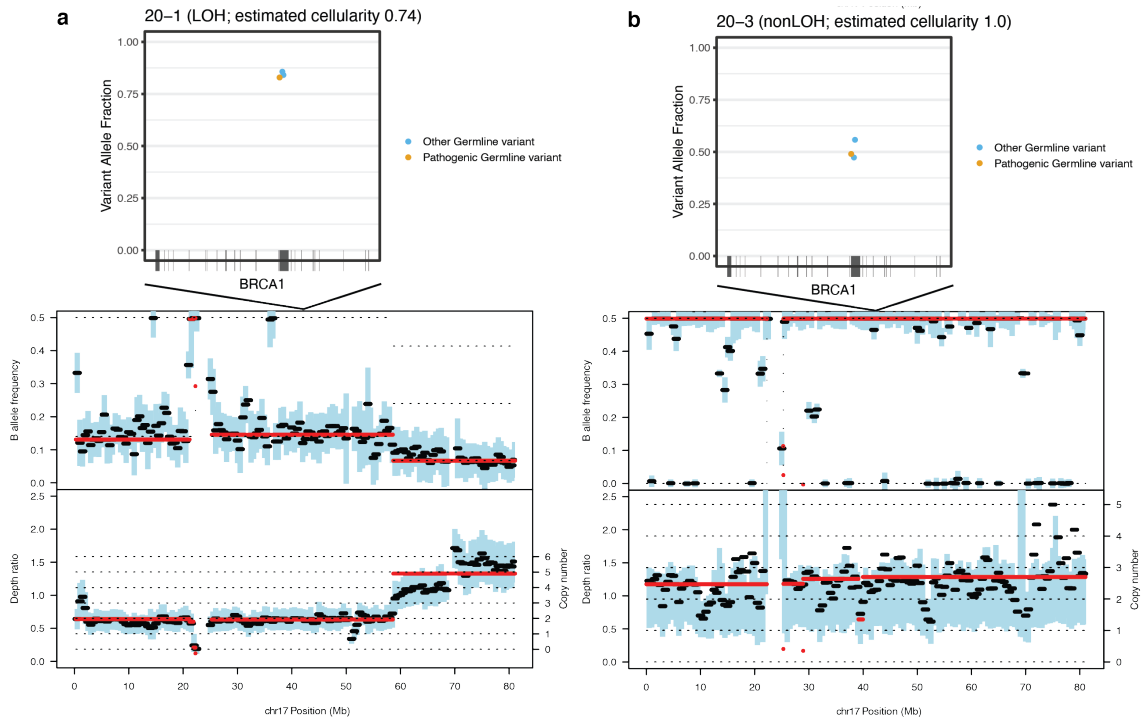 a
20−1 (LOH; estimated cellularity 0.74)
1.00
0.75
0.50
0.25
0.00
Variant Allele Fraction
Other Germline variant
Pathogenic Germline variant
BRCA1
0.5
0.4
0.3
0.2
0.1
0.0
B allele frequency
2.5
2.0
1.5
1.0
0.5
0.0
Depth ratio
6
5
4
3
2
1
0
Copy number
0 10 20 30 40 50 60 70 80
chr17 Position (Mb)
b
20−3 (nonLOH; estimated cellularity 1.0)
1.00
0.75
0.50
0.25
0.00
Variant Allele Fraction
Other Germline variant
Pathogenic Germline variant
BRCA1
0.5
0.4
0.3
0.2
0.1
0.0
B allele frequency
2.5
2.0
1.5
1.0
0.5
0.0
Depth ratio
5
4
3
2
1
0
Copy number
0 10 20 30 40 50 60 70 80
chr17 Position (Mb)